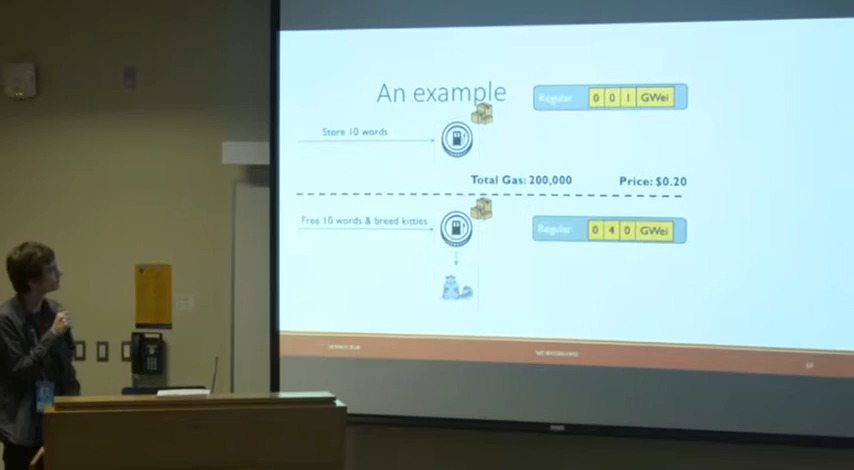 An example
Regular 0 0 1 GWei
Store 10 words
Total Gas: 200,000 Price: $0.20
Free 10 words & breed kitties
Regular 0 4 0 GWei